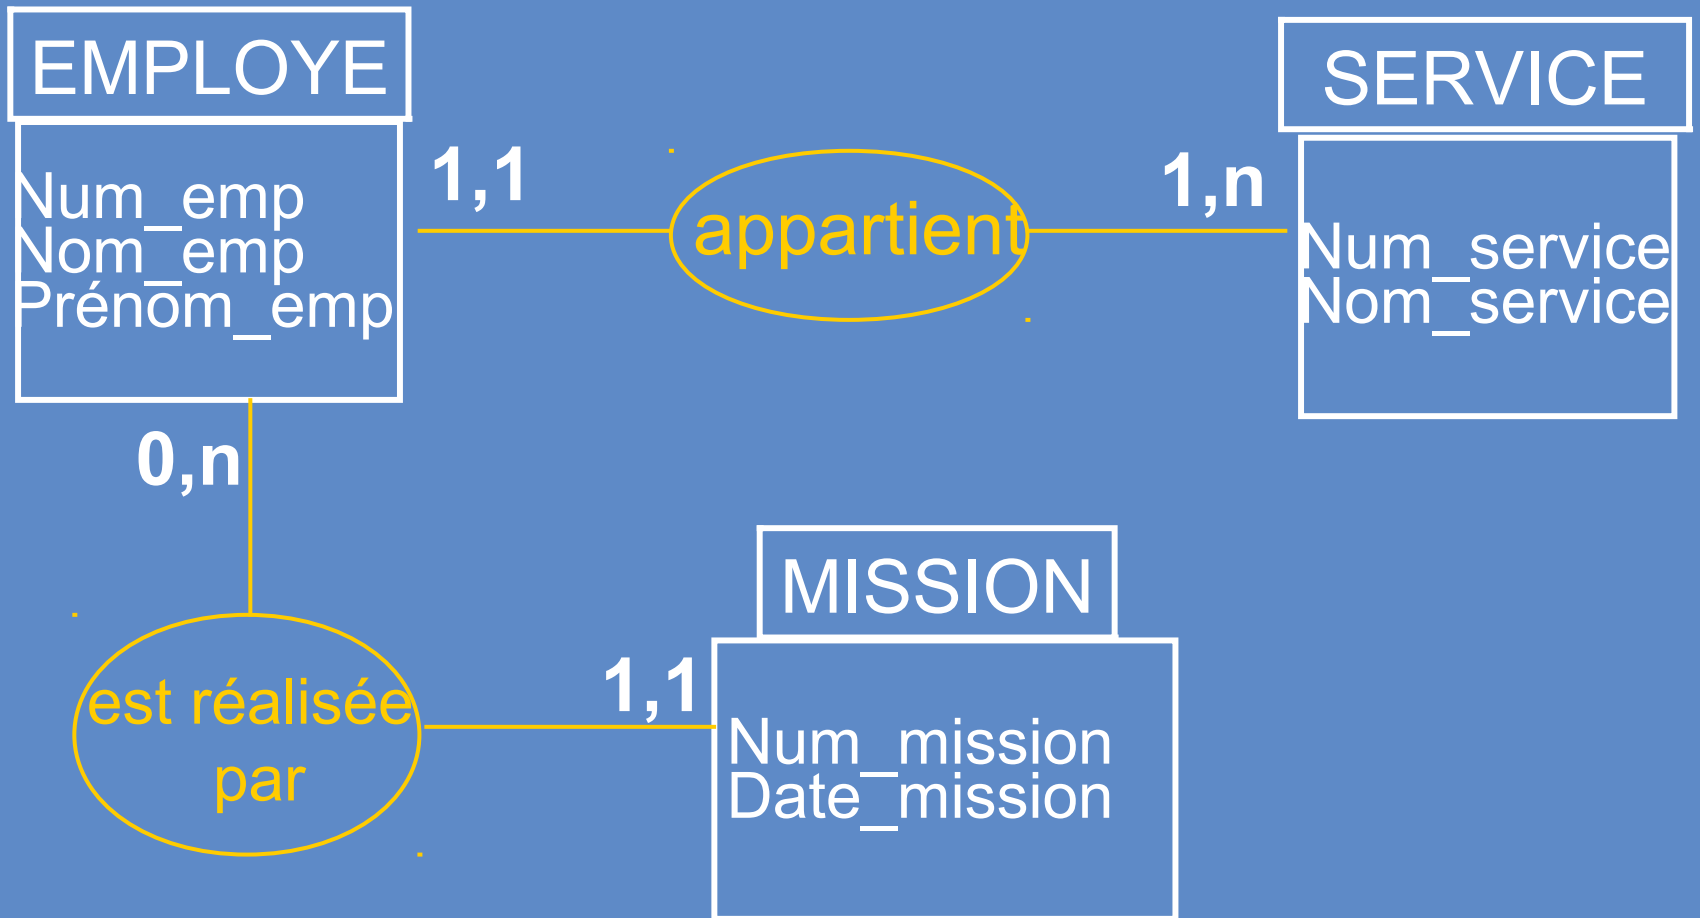 EMPLOYE
Num_emp
Nom_emp
Prénom_emp
1,1
appartient
1,n
SERVICE
Num_service
Nom_service
0,n
est réalisée
par
1,1
MISSION
Num_mission
Date_mission